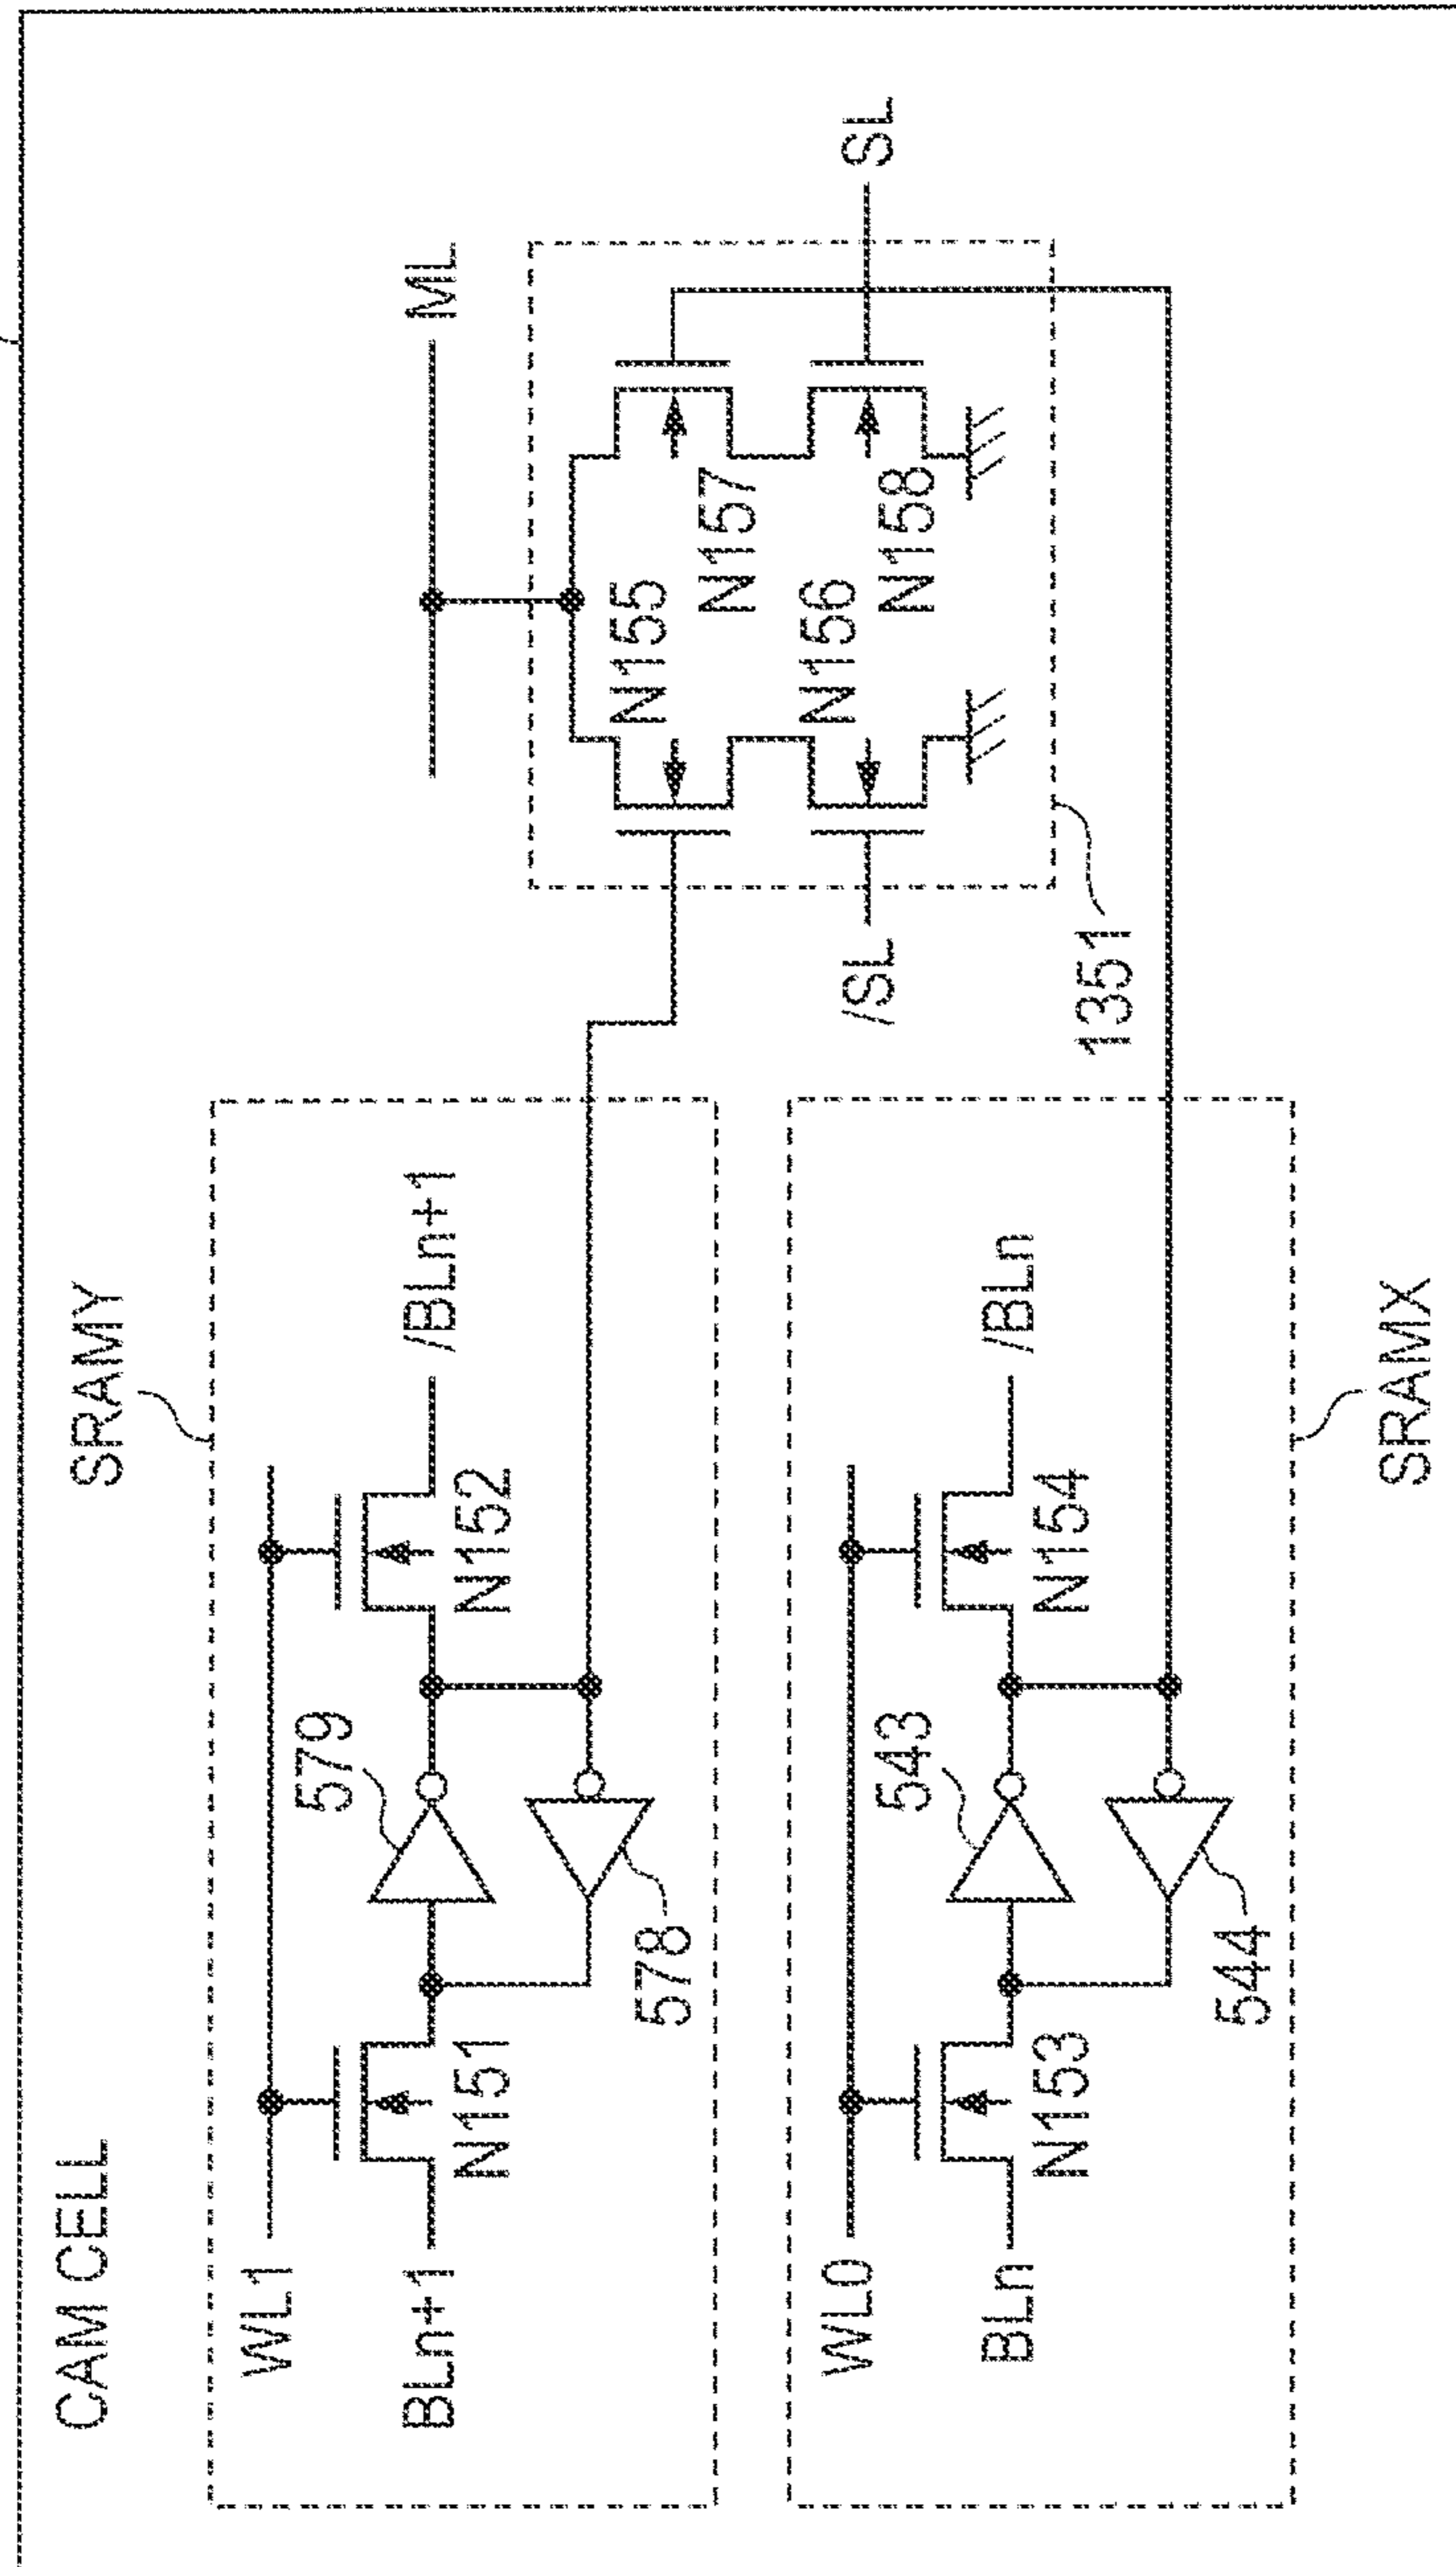 CAM CELL
SRAMY
WL1
BLn+1
N151
579
578
N152
/BLn+1
ML
N155
N157
N156
N158
/SL
SL
1351
WL0
BLn
N153
543
544
N154
/BLn
SRAMX